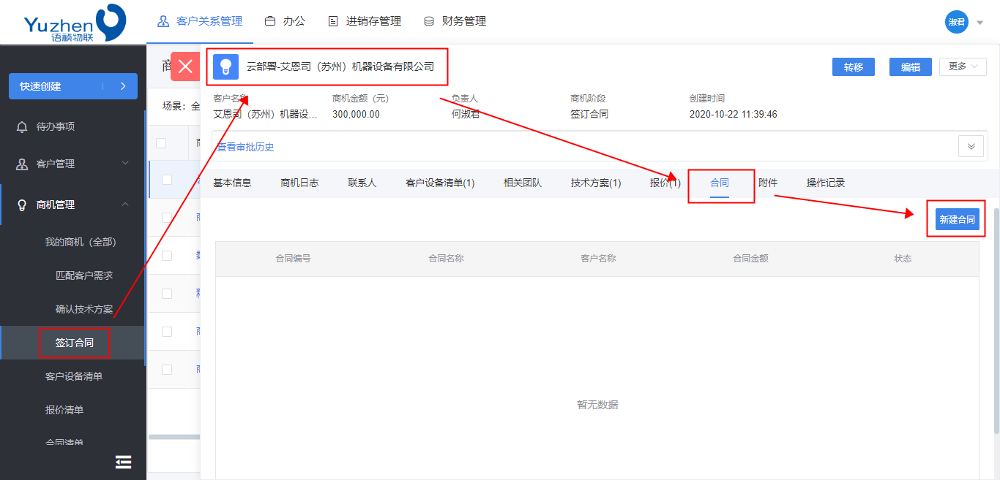 Yuzhen
语祯物联
客户关系管理
办公
进销存管理
财务管理
淑君
快速创建
待办事项
客户管理
商机管理
我的商机（全部）
匹配客户需求
确认技术方案
签订合同
客户设备清单
报价清单
合同清单
商
场景：全
云部署-艾恩司（苏州）机器设备有限公司
转移
编辑
更多
客户名称
商机金额（元）
负责人
商机阶段
创建时间
艾恩司（苏州）机器设...
300,000.00
何淑君
签订合同
2020-10-22 11:39:46
查看审批历史
基本信息
商机日志
联系人
客户设备清单(1)
相关团队
技术方案(1)
报价(1)
合同
附件
操作记录
新建合同
合同编号
合同名称
客户名称
合同金额
状态
暂无数据